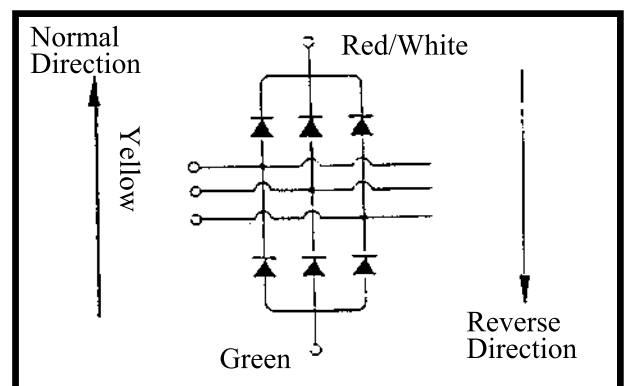 Normal
Direction
Red/White
Yellow
Green
Reverse
Direction